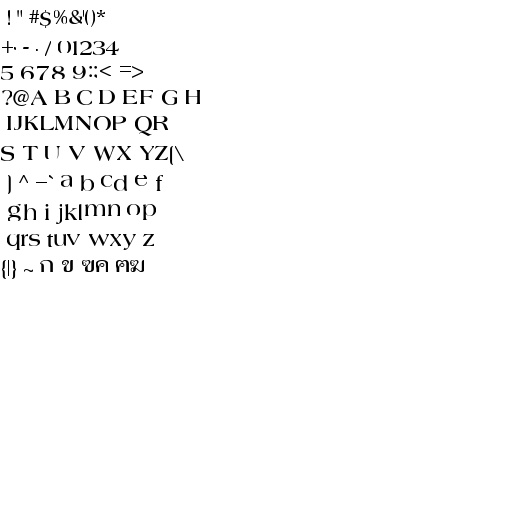 ! " #$%&'()*
+, - . / 01234
5 678 9:;< =>
?@A B C D EF G H
IJKLMNOP QR
S T U V WX YZ[\
] ^ _` a b cd e f
gh i jklmn op
qrs tuv wxy z
{|} ~ ก ข ฃค ฅฆ